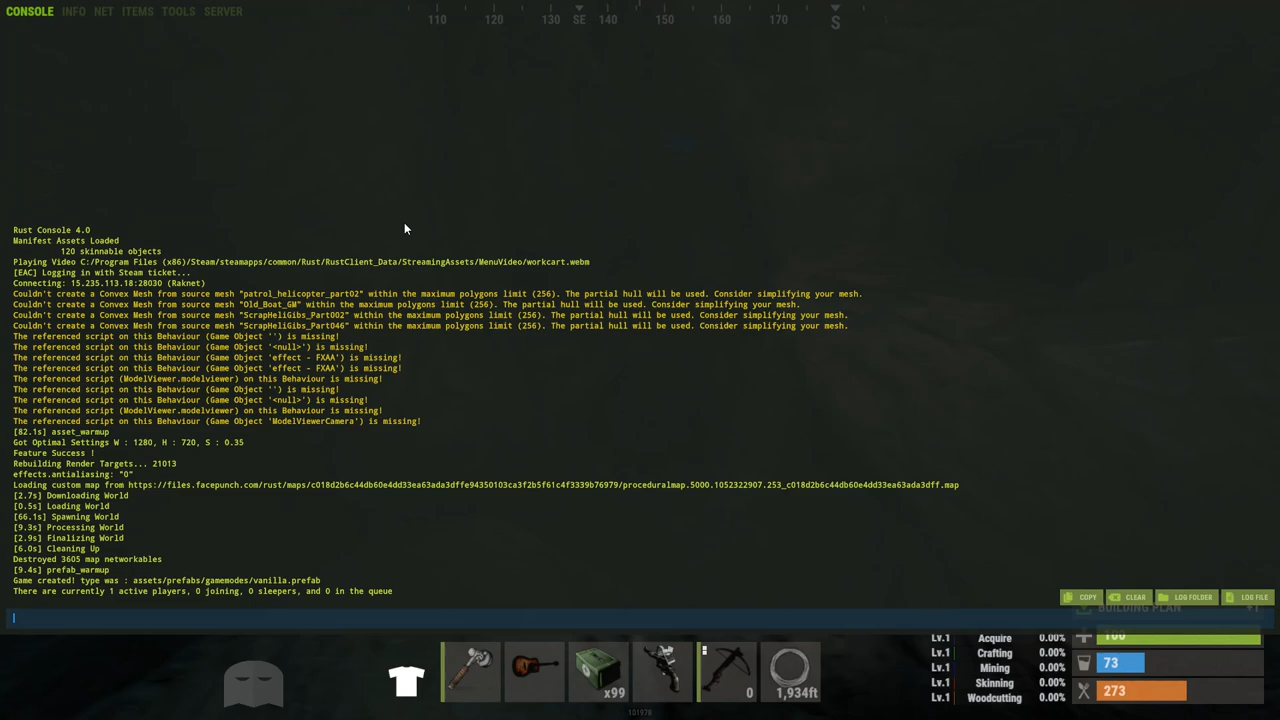 CONSOLE INFO NET ITEMS TOOLS SERVER
110 120 130 SE 140 150 160 170 S
Rust Console 4.0
Manifest Assets Loaded
120 skinnable objects
Playing Video C:/Program Files (x86)/Steam/steamapps/common/Rust/RustClient_Data/StreamingAssets/MenuVideo/workcart.webm
[EAC] Logging in with Steam ticket...
Connecting: 15.235.113.18:28030 (Raknet)
Couldn't create a Convex Mesh from source mesh "patrol_helicopter_part02" within the maximum polygons limit (256). The partial hull will be used. Consider simplifying your mesh.
Couldn't create a Convex Mesh from source mesh "Old_Boat_GM" within the maximum polygons limit (256). The partial hull will be used. Consider simplifying your mesh.
Couldn't create a Convex Mesh from source mesh "ScrapHeliGibs_Part002" within the maximum polygons limit (256). The partial hull will be used. Consider simplifying your mesh.
Couldn't create a Convex Mesh from source mesh "ScrapHeliGibs_Part046" within the maximum polygons limit (256). The partial hull will be used. Consider simplifying your mesh.
The referenced script on this Behaviour (Game Object '') is missing!
The referenced script on this Behaviour (Game Object '<null>') is missing!
The referenced script on this Behaviour (Game Object 'effect - FXAA') is missing!
The referenced script on this Behaviour (Game Object 'effect - FXAA') is missing!
The referenced script (ModelViewer.modelviewer) on this Behaviour is missing!
The referenced script on this Behaviour (Game Object '') is missing!
The referenced script on this Behaviour (Game Object '<null>') is missing!
The referenced script (ModelViewer.modelviewer) on this Behaviour is missing!
The referenced script on this Behaviour (Game Object 'ModelViewerCamera') is missing!
[82.1s] asset_warmup
Got Optimal Settings W : 1280, H : 720, S : 0.35
Feature Success !
Rebuilding Render Targets... 21013
effects.antialiasing: "0"
Loading custom map from https://files.facepunch.com/rust/maps/c018d2b6c44db60e4dd33ea63ada3dffe94350103ca3f2b5f61c4f3339b76979/proceduralmap.5000.1052322907.253_c018d2b6c44db60e4dd33ea63ada3dff.map
[2.7s] Downloading World
[0.5s] Loading World
[66.1s] Spawning World
[9.3s] Processing World
[2.9s] Finalizing World
[6.0s] Cleaning Up
Destroyed 3605 map networkables
[9.4s] prefab_warmup
Game created! type was : assets/prefabs/gamemodes/vanilla.prefab
There are currently 1 active players, 0 joining, 0 sleepers, and 0 in the queue
COPY CLEAR LOG FOLDER LOG FILE
BUILDING PLAN +1
Lv.1 Acquire 0.00% 100
Lv.1 Crafting 0.00%
Lv.1 Mining 0.00% 73
Lv.1 Skinning 0.00%
Lv.1 Woodcutting 0.00% 273
x99 0 1,934ft
101978